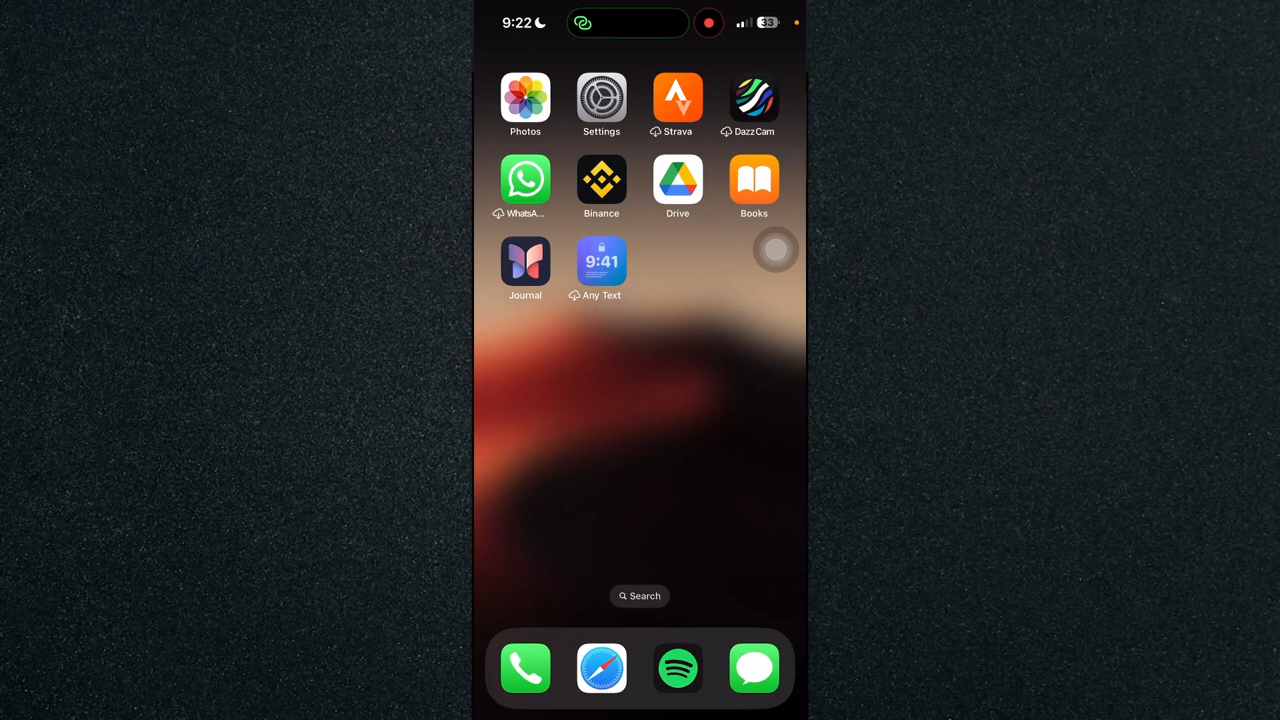 9:22
33
Photos
Settings
Strava
DazzCam
WhatsA...
Binance
Drive
Books
9:41
Journal
Any Text
Search